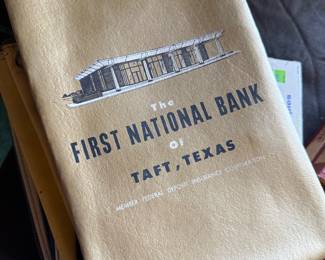 The
FIRST NATIONAL BANK
Of
TAFT, TEXAS
MEMBER FEDERAL DEPOSIT INSURANCE CORPORATION